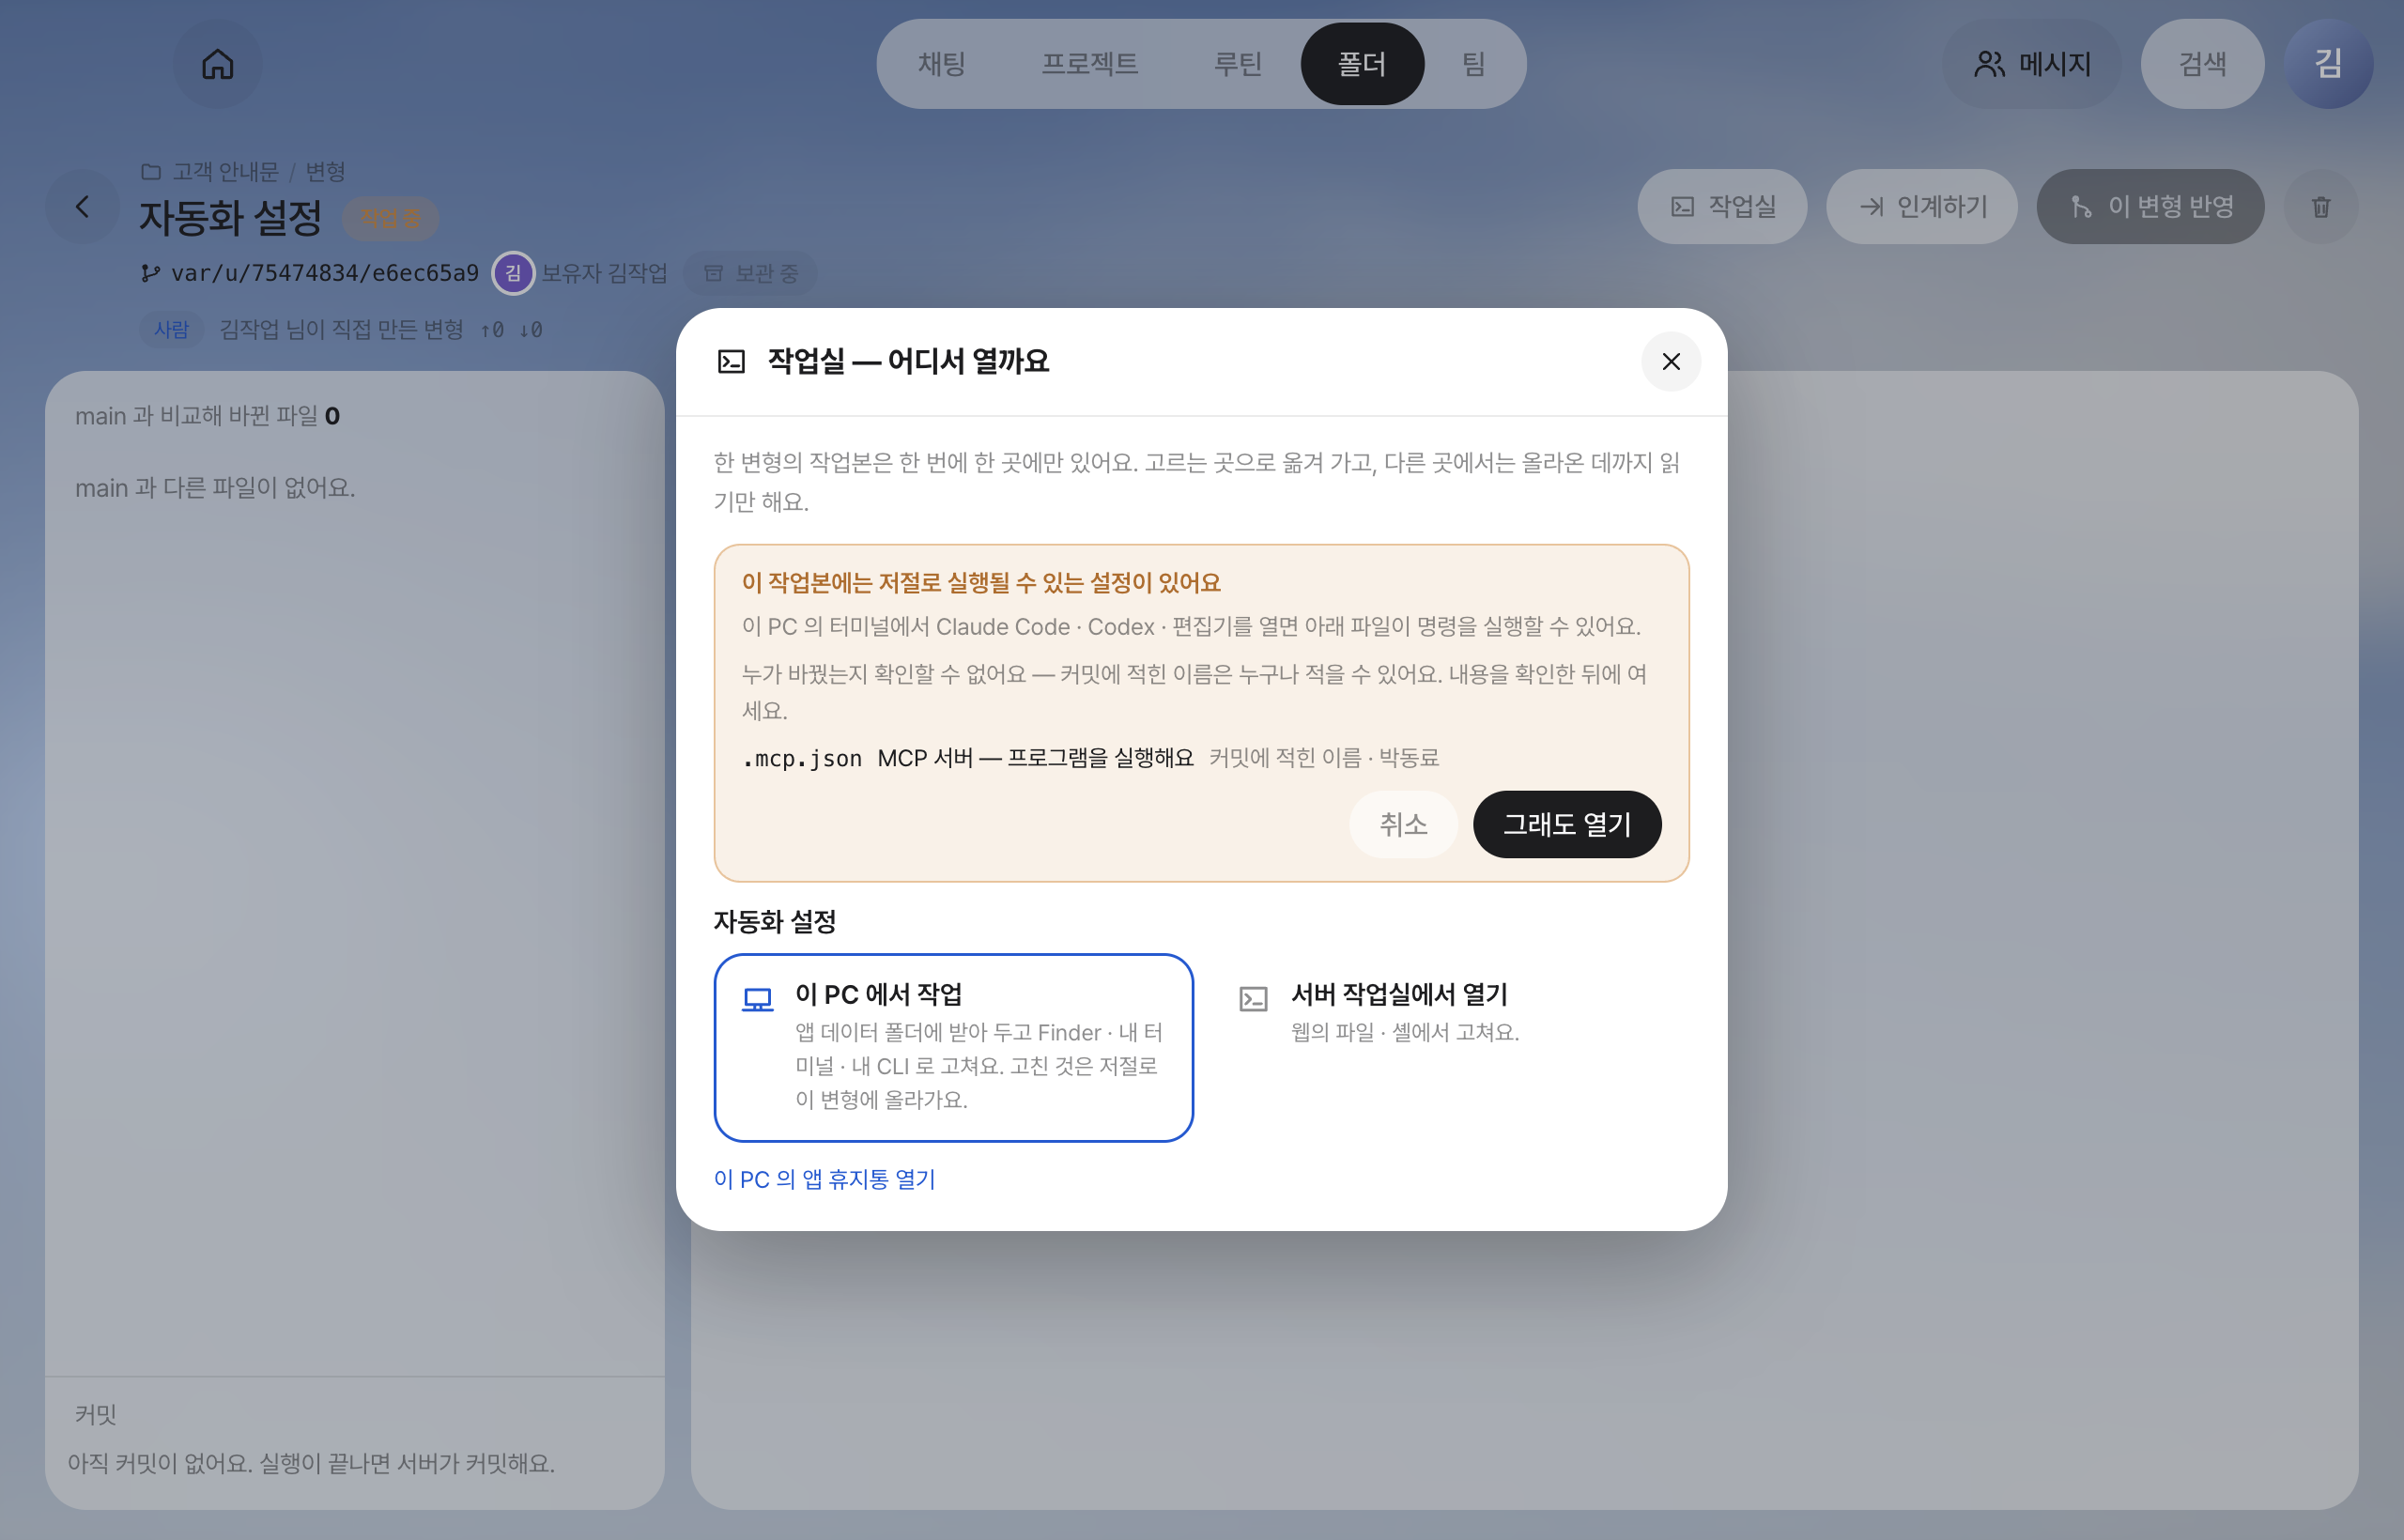 채팅 프로젝트 루틴 폴더 팀 메시지 검색 김
고객 안내문 / 변형
자동화 설정 작업 중
작업실 인계하기 이 변형 반영
var/u/75474834/e6ec65a9 김 보유자 김작업 보관 중
사람 김작업 님이 직접 만든 변형 ↑0 ↓0
main 과 비교해 바뀐 파일 0
main 과 다른 파일이 없어요.
커밋
아직 커밋이 없어요. 실행이 끝나면 서버가 커밋해요.
작업실 — 어디서 열까요
한 변형의 작업본은 한 번에 한 곳에만 있어요. 고르는 곳으로 옮겨 가고, 다른 곳에서는 올라온 데까지 읽
기만 해요.
이 작업본에는 저절로 실행될 수 있는 설정이 있어요
이 PC 의 터미널에서 Claude Code · Codex · 편집기를 열면 아래 파일이 명령을 실행할 수 있어요.
누가 바꿨는지 확인할 수 없어요 — 커밋에 적힌 이름은 누구나 적을 수 있어요. 내용을 확인한 뒤에 여
세요.
.mcp.json MCP 서버 — 프로그램을 실행해요 커밋에 적힌 이름 · 박동료
취소 그래도 열기
자동화 설정
이 PC 에서 작업
앱 데이터 폴더에 받아 두고 Finder · 내 터
미널 · 내 CLI 로 고쳐요. 고친 것은 저절로
이 변형에 올라가요.
서버 작업실에서 열기
웹의 파일 · 셸에서 고쳐요.
이 PC 의 앱 휴지통 열기